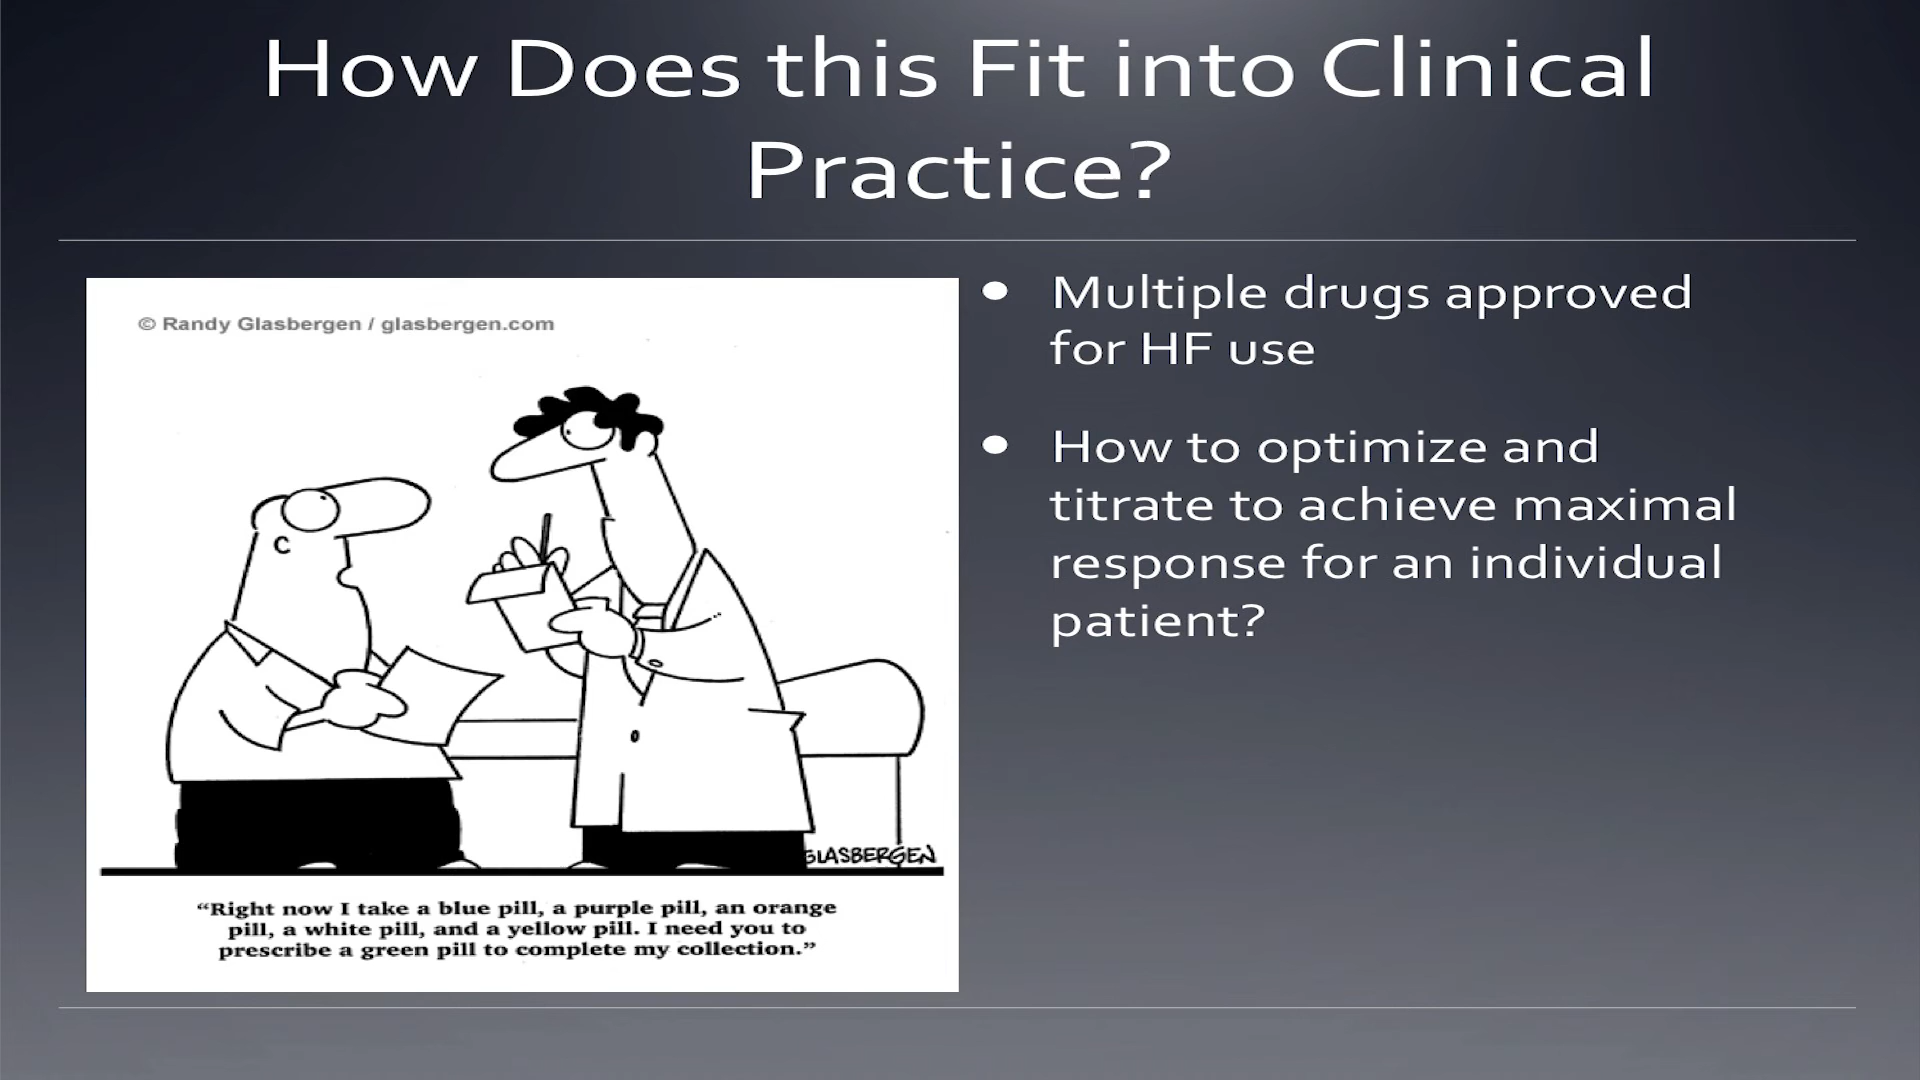 How Does this Fit into Clinical
Practice?
© Randy Glasbergen / glasbergen.com
GLASBERGEN
“Right now I take a blue pill, a purple pill, an orange
pill, a white pill, and a yellow pill. I need you to
prescribe a green pill to complete my collection.”
• Multiple drugs approved
for HF use
• How to optimize and
titrate to achieve maximal
response for an individual
patient?